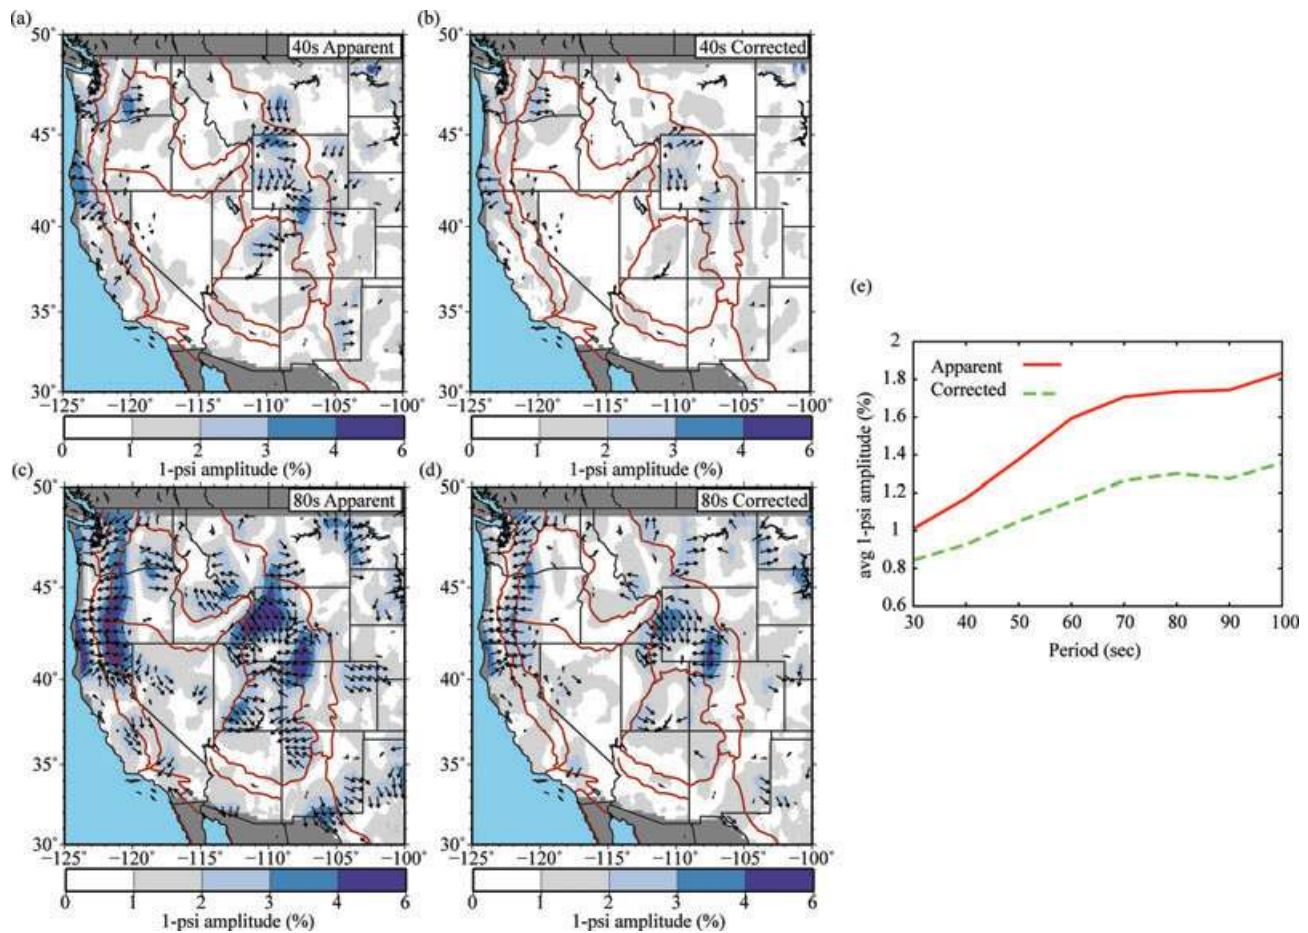 (a)
(b)
50°
40s Apparent
50°
40s Corrected
45°
45°
40°
40°
35°
35°
30°
30°
−125° −120° −115° −110° −105° −100°
−125° −120° −115° −110° −105° −100°
0 1 2 3 4 6
0 1 2 3 4 6
1-psi amplitude (%)
1-psi amplitude (%)
(c)
(d)
50°
80s Apparent
50°
80s Corrected
45°
45°
40°
40°
35°
35°
30°
30°
−125° −120° −115° −110° −105° −100°
−125° −120° −115° −110° −105° −100°
0 1 2 3 4 6
0 1 2 3 4 6
1-psi amplitude (%)
1-psi amplitude (%)
(e)
avg 1-psi amplitude (%)
2
1.8
1.6
1.4
1.2
1
0.8
0.6
Apparent
Corrected
30 40 50 60 70 80 90 100
Period (sec)